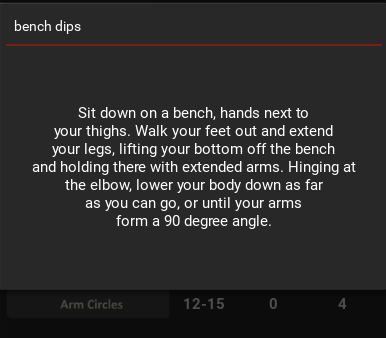 bench dips
Sit down on a bench, hands next to
your thighs. Walk your feet out and extend
your legs, lifting your bottom off the bench
and holding there with extended arms. Hinging at
the elbow, lower your body down as far
as you can go, or until your arms
form a 90 degree angle.
Arm Circles 12-15 0 4